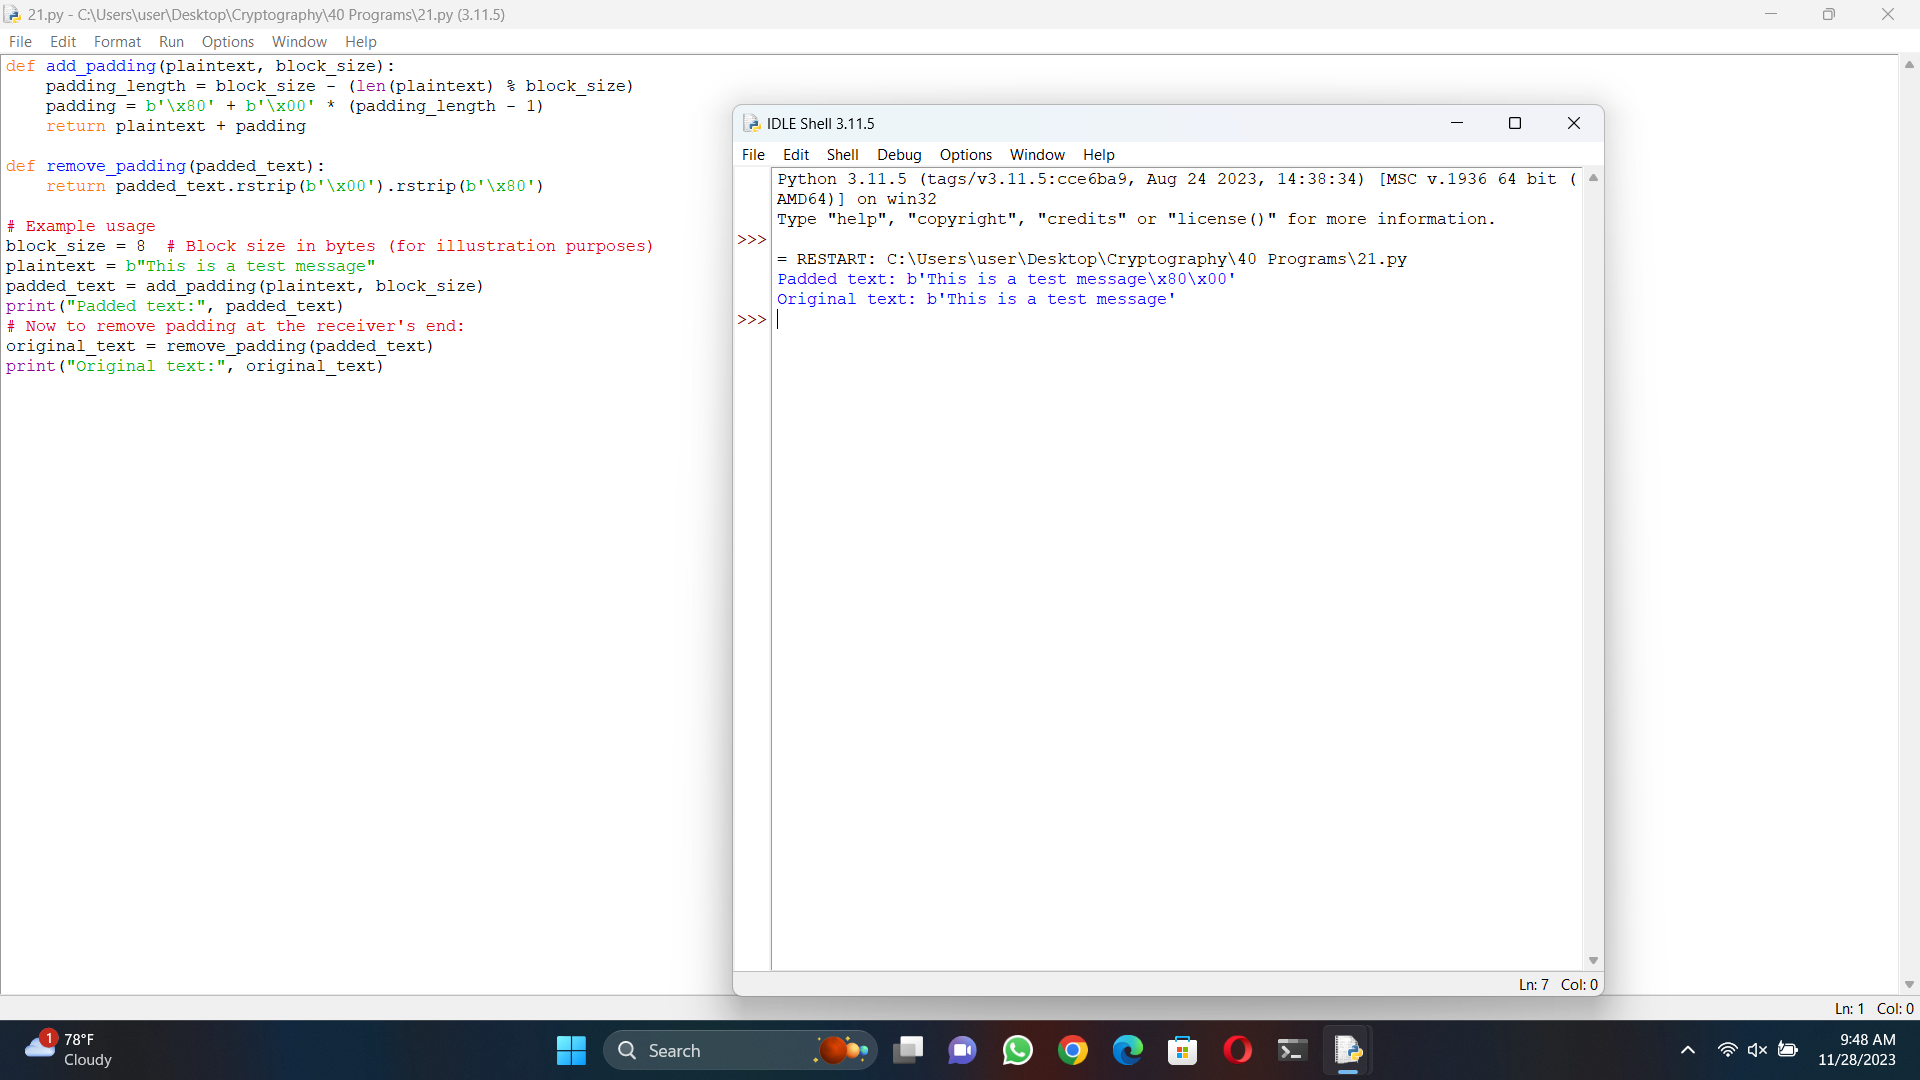 21.py - C:\Users\user\Desktop\Cryptography\40 Programs\21.py (3.11.5)
File Edit Format Run Options Window Help
def add_padding(plaintext, block_size):
    padding_length = block_size - (len(plaintext) % block_size)
    padding = b'\x80' + b'\x00' * (padding_length - 1)
    return plaintext + padding
def remove_padding(padded_text):
    return padded_text.rstrip(b'\x00').rstrip(b'\x80')
# Example usage
block_size = 8  # Block size in bytes (for illustration purposes)
plaintext = b"This is a test message"
padded_text = add_padding(plaintext, block_size)
print("Padded text:", padded_text)
# Now to remove padding at the receiver's end:
original_text = remove_padding(padded_text)
print("Original text:", original_text)
IDLE Shell 3.11.5
File Edit Shell Debug Options Window Help
Python 3.11.5 (tags/v3.11.5:cce6ba9, Aug 24 2023, 14:38:34) [MSC v.1936 64 bit (
AMD64)] on win32
Type "help", "copyright", "credits" or "license()" for more information.
>>>
= RESTART: C:\Users\user\Desktop\Cryptography\40 Programs\21.py
Padded text: b'This is a test message\x80\x00'
Original text: b'This is a test message'
>>>
Ln: 7 Col: 0
Ln: 1 Col: 0
1
78°F
Cloudy
Search
9:48 AM
11/28/2023